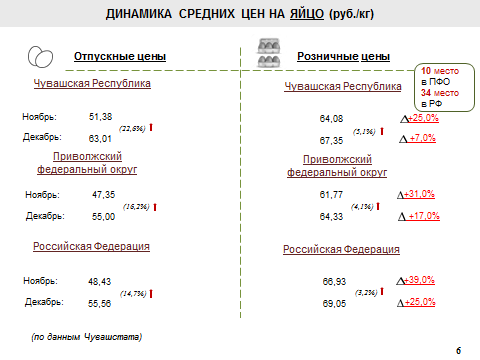 ДИНАМИКА СРЕДНИХ ЦЕН НА ЯЙЦО (руб./кг)
Отпускные цены
Чувашская Республика
Ноябрь: 51,38
(22,6%)
Декабрь: 63,01
Приволжский
федеральный округ
Ноябрь: 47,35
(16,2%)
Декабрь: 55,00
Российская Федерация
Ноябрь: 48,43
(14,7%)
Декабрь: 55,56
(по данным Чувашстата)
Розничные цены
10 место
в ПФО
34 место
в РФ
Чувашская Республика
64,08 Δ+25,0%
(5,1%)
67,35 Δ+7,0%
Приволжский
федеральный округ
61,77 Δ+31,0%
(4,1%)
64,33 Δ+17,0%
Российская Федерация
66,93 Δ+39,0%
(3,2%)
69,05 Δ+25,0%
6